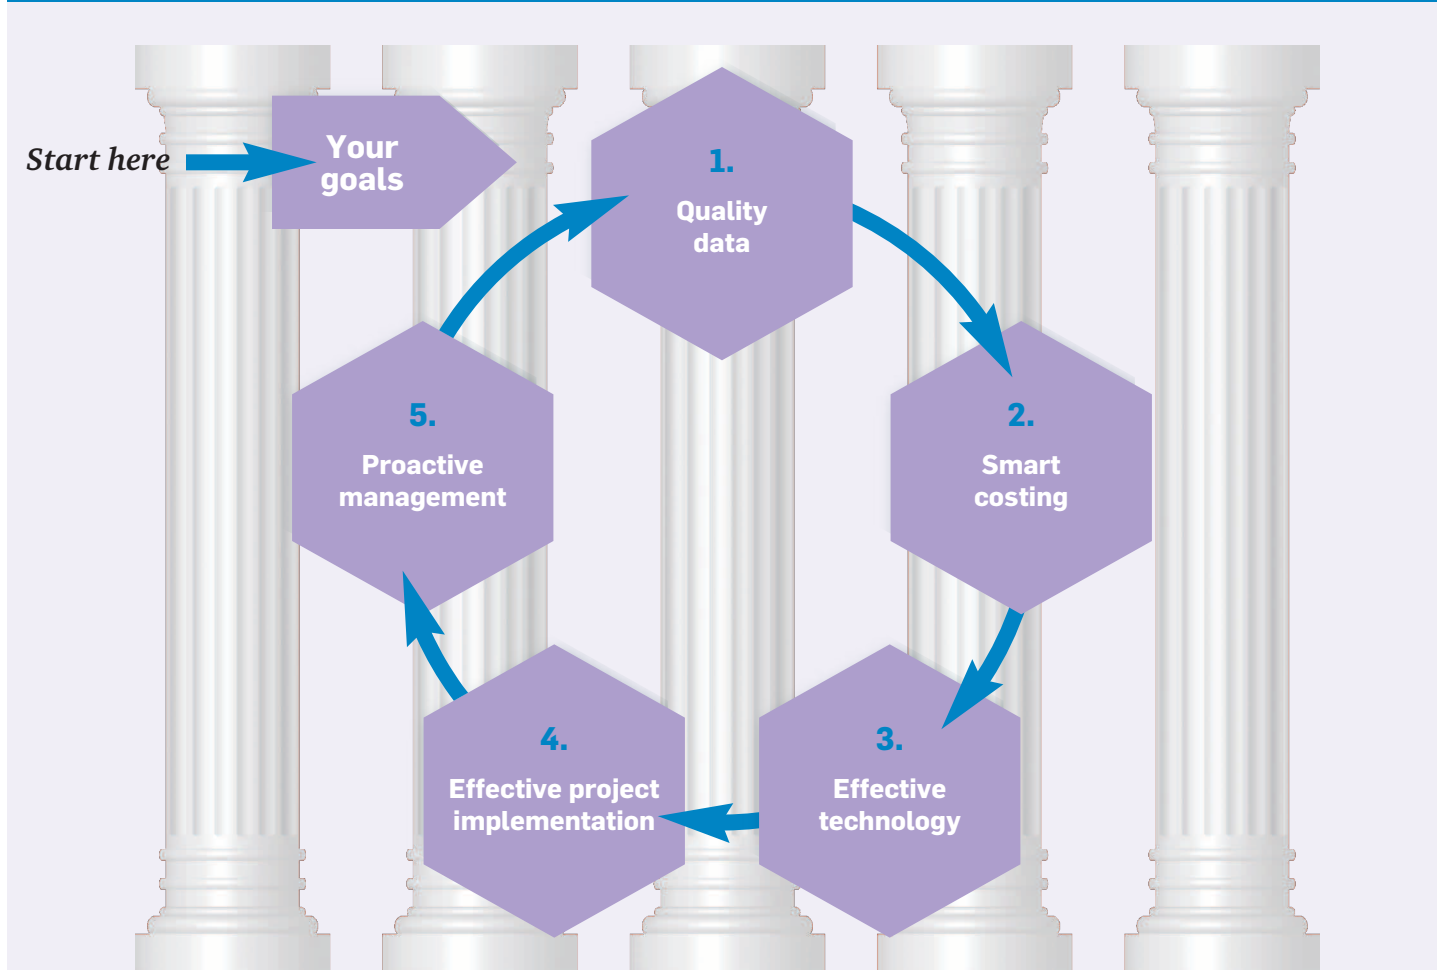 Start here
Your
goals
1.
Quality
data
2.
Smart
costing
3.
Effective
technology
4.
Effective project
implementation
5.
Proactive
management